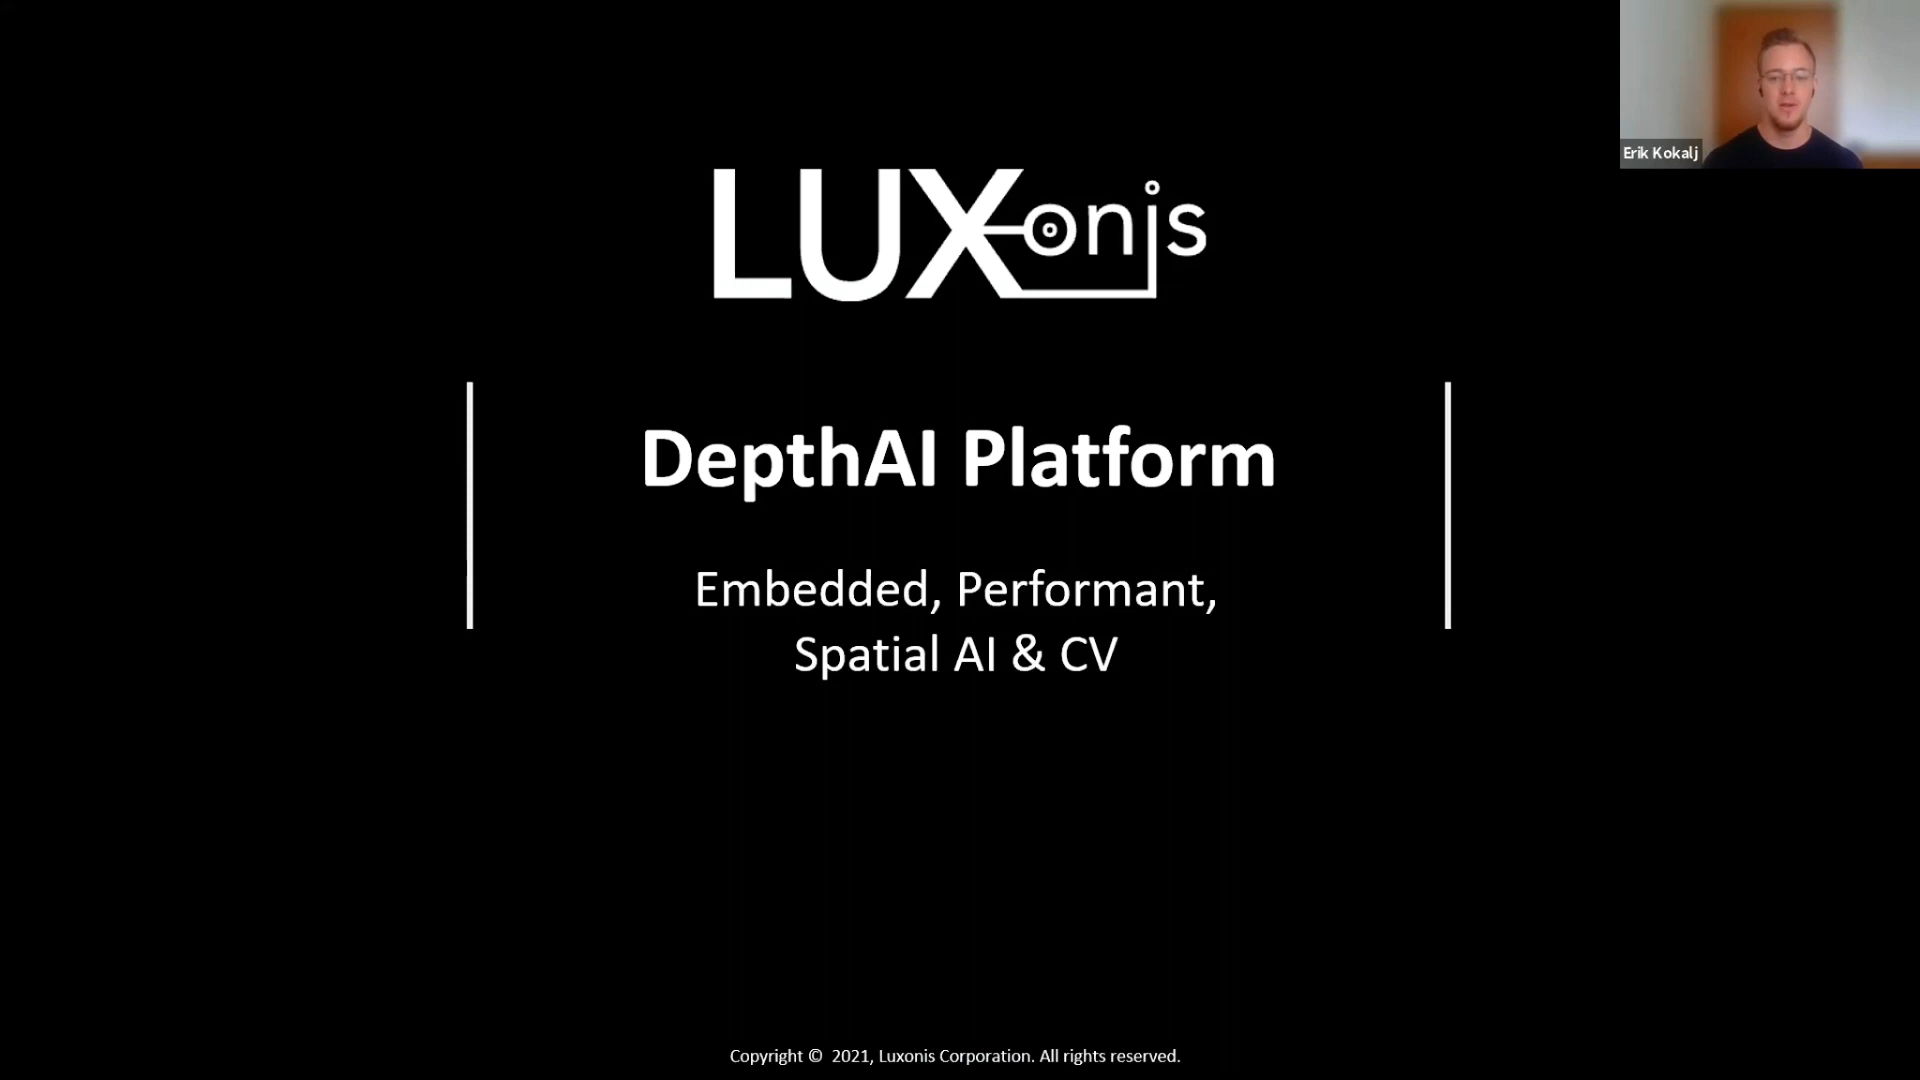 LUXonis
Erik Kokalj
DepthAI Platform
Embedded, Performant,
Spatial AI & CV
Copyright © 2021, Luxonis Corporation. All rights reserved.